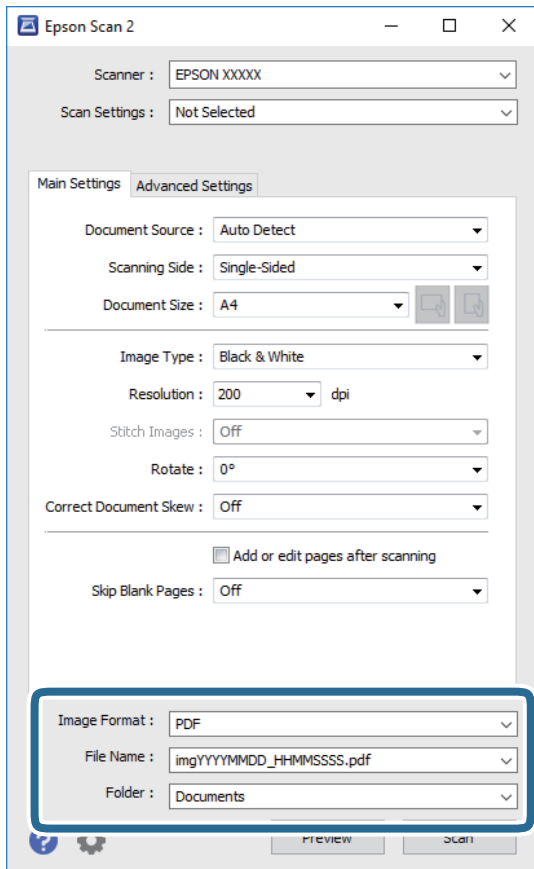 Epson Scan 2
Scanner : EPSON XXXXX
Scan Settings : Not Selected
Main Settings Advanced Settings
Document Source : Auto Detect
Scanning Side : Single-Sided
Document Size : A4
Image Type : Black & White
Resolution : 200 dpi
Stitch Images : Off
Rotate : 0°
Correct Document Skew : Off
Add or edit pages after scanning
Skip Blank Pages : Off
Image Format : PDF
File Name : imgYYYYMMDD_HHMMSSSS.pdf
Folder : Documents
? Preview Scan